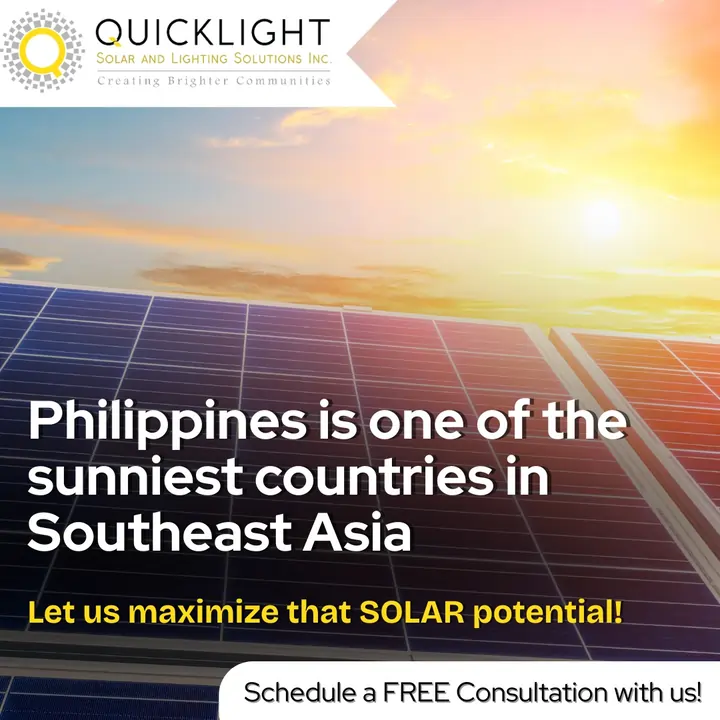 QUICKLIGHT
SOLAR AND LIGHTING SOLUTIONS INC.
Creating Brighter Communities
Philippines is one of the
sunniest countries in
Southeast Asia
Let us maximize that SOLAR potential!
Schedule a FREE Consultation with us!